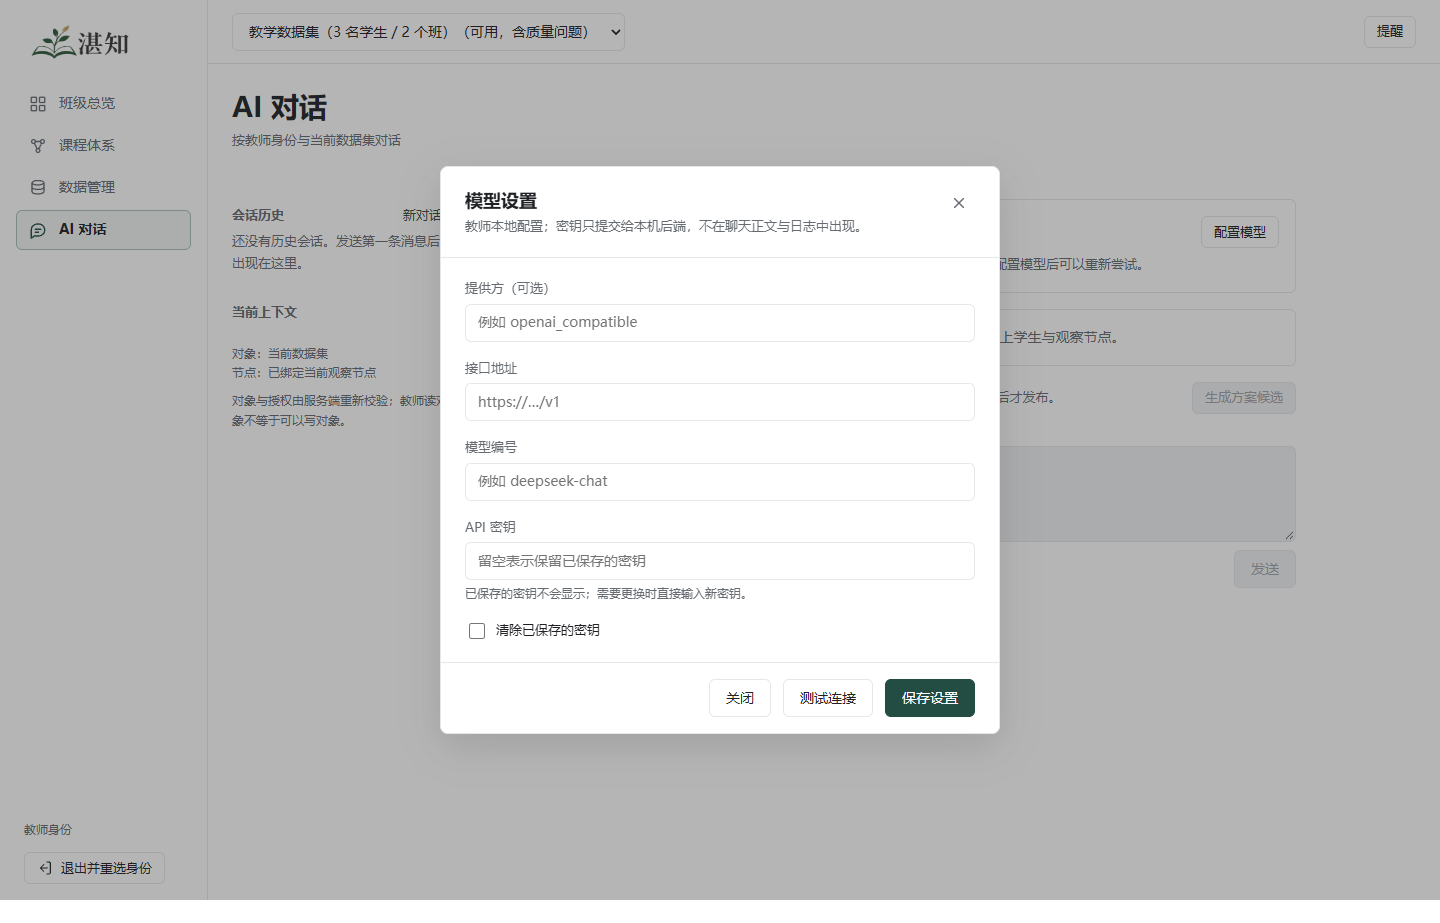 湛知
班级总览
课程体系
数据管理
AI 对话
教师身份
退出并重选身份
教学数据集（3 名学生 / 2 个班）（可用，含质量问题）
提醒
AI 对话
按教师身份与当前数据集对话
会话历史
新对话
还没有历史会话。发送第一条消息后
出现在这里。
当前上下文
对象：当前数据集
节点：已绑定当前观察节点
对象与授权由服务端重新校验；教师读对
象不等于可以写对象。
配置模型
配置模型后可以重新尝试。
上学生与观察节点。
后才发布。
生成方案候选
发送
模型设置
教师本地配置；密钥只提交给本机后端，不在聊天正文与日志中出现。
提供方（可选）
例如 openai_compatible
接口地址
https://.../v1
模型编号
例如 deepseek-chat
API 密钥
留空表示保留已保存的密钥
已保存的密钥不会显示；需要更换时直接输入新密钥。
清除已保存的密钥
关闭
测试连接
保存设置